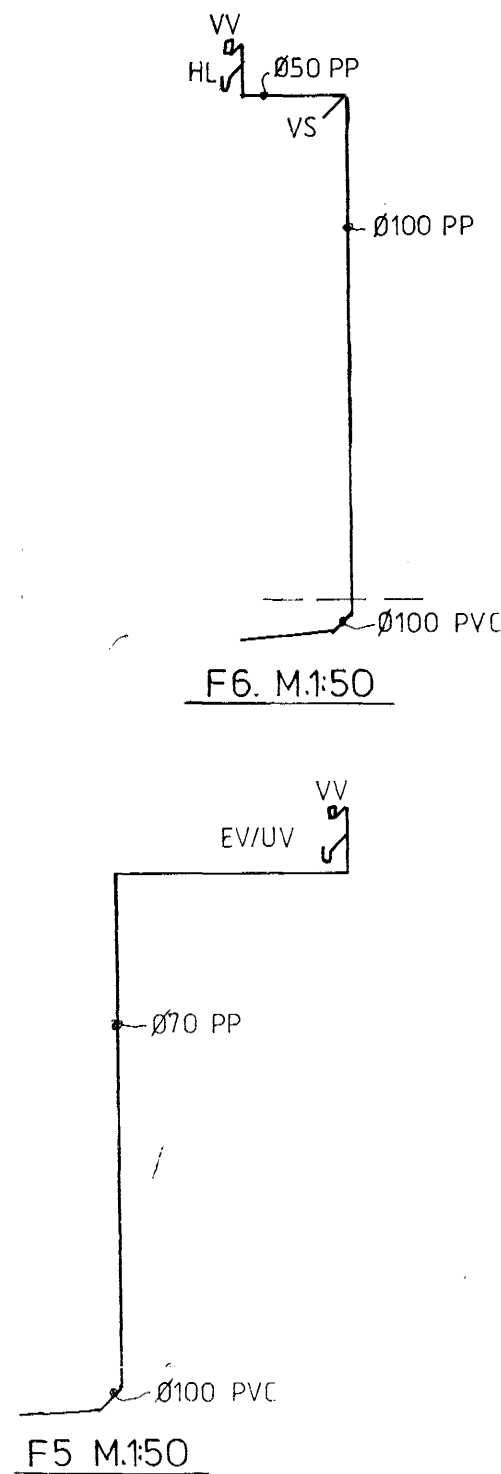 VV
HL
Ø50 PP
VS
Ø100 PP
Ø100 PVC
F6. M.1:50
VV
EV/UV
Ø70 PP
Ø100 PVC
F5 M.1:50